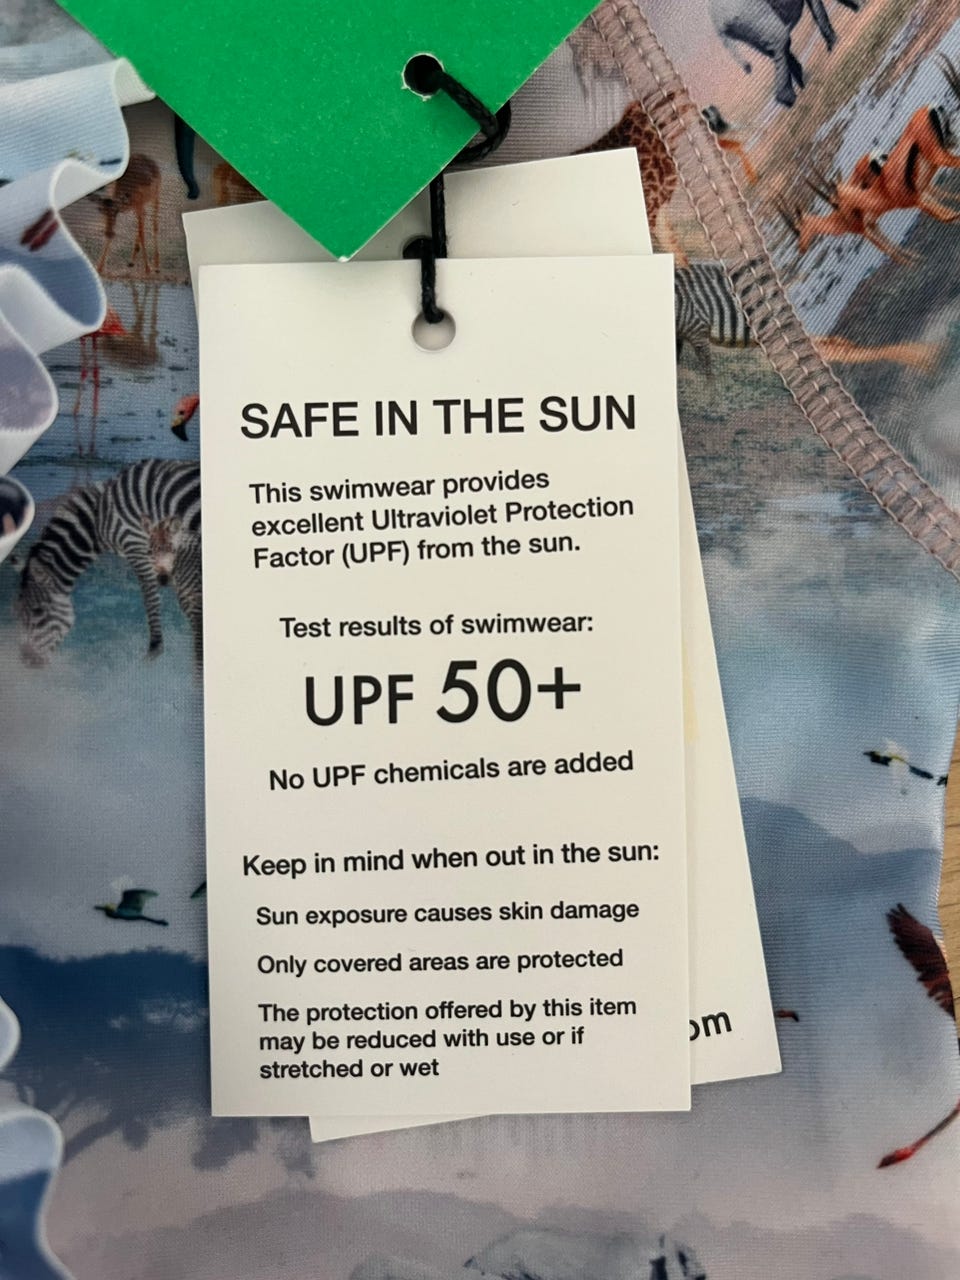 SAFE IN THE SUN
This swimwear provides
excellent Ultraviolet Protection
Factor (UPF) from the sun.
Test results of swimwear:
UPF 50+
No UPF chemicals are added
Keep in mind when out in the sun:
Sun exposure causes skin damage
Only covered areas are protected
The protection offered by this item
may be reduced with use or if
stretched or wet
om